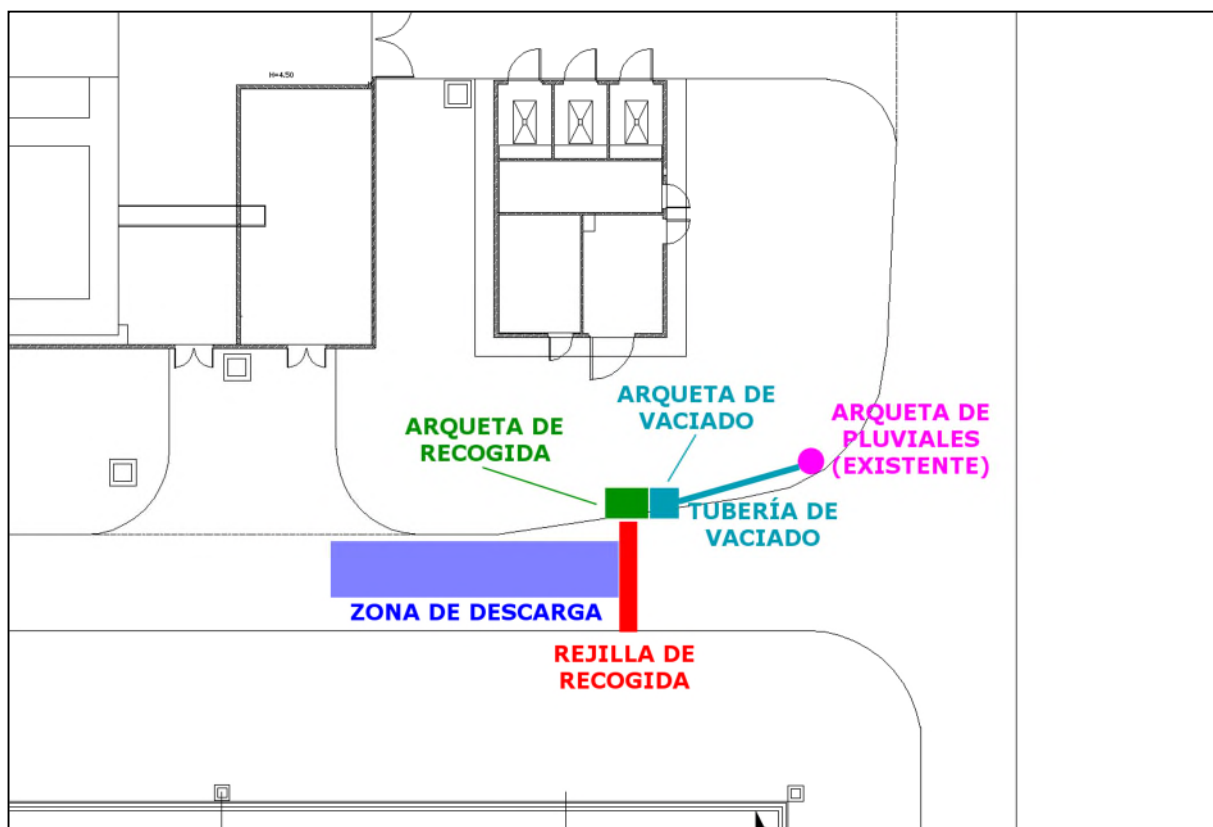 H=4.50
ARQUETA DE
VACIADO
ARQUETA DE
RECOGIDA
ARQUETA DE
PLUVIALES
(EXISTENTE)
TUBERÍA DE
VACIADO
ZONA DE DESCARGA
REJILLA DE
RECOGIDA